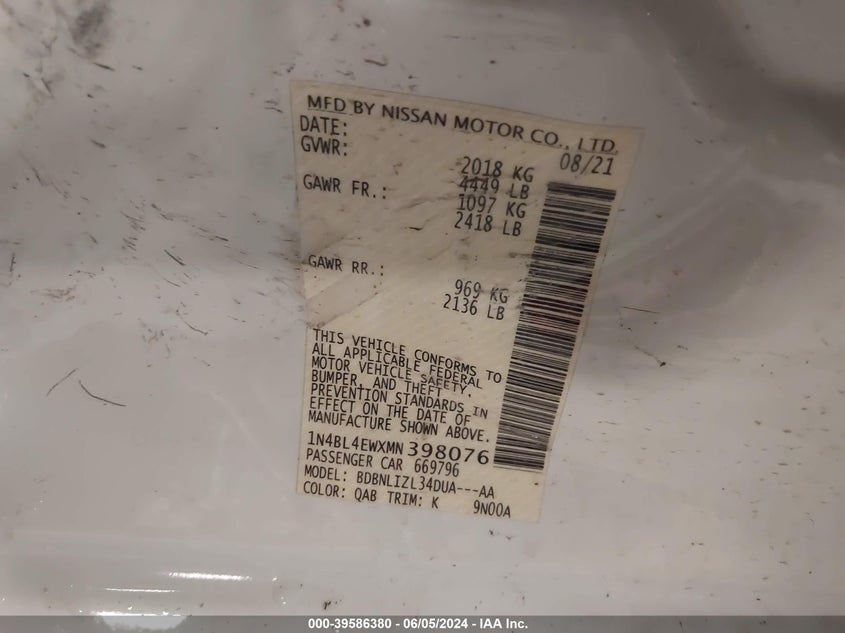 MFD BY NISSAN MOTOR CO., LTD.
DATE: 08/21
GVWR: 2018 KG
4449 LB
GAWR FR.: 1097 KG
2418 LB
GAWR RR.: 969 KG
2136 LB
THIS VEHICLE CONFORMS TO
ALL APPLICABLE FEDERAL
MOTOR VEHICLE SAFETY,
BUMPER, AND THEFT
PREVENTION STANDARDS IN
EFFECT ON THE DATE OF
MANUFACTURE SHOWN ABOVE.
1N4BL4EWXMN398076
PASSENGER CAR 669796
MODEL: BDBNLIZL34DUA---AA
COLOR: QAB TRIM: K 9N00A
000-39586380 - 06/05/2024 - IAA Inc.